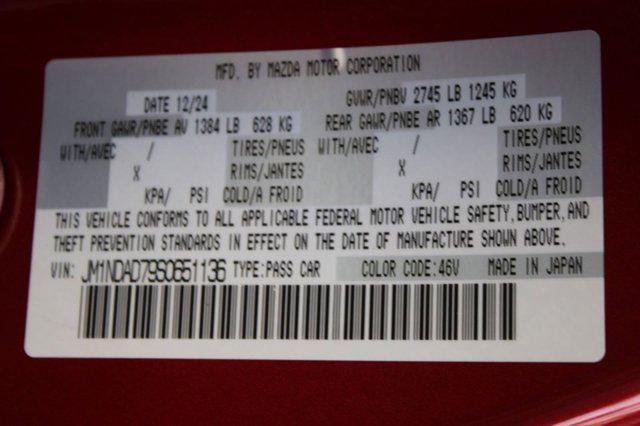 MFD. BY MAZDA MOTOR CORPORATION
DATE 12/24 GVWR/PNBV 2745 LB 1245 KG
FRONT GAWR/PNBE AV 1384 LB 628 KG REAR GAWR/PNBE AR 1367 LB 620 KG
WITH/AVEC / TIRES/PNEUS WITH/AVEC / TIRES/PNEUS
X RIMS/JANTES X RIMS/JANTES
KPA/ PSI COLD/A FROID KPA/ PSI COLD/A FROID
THIS VEHICLE CONFORMS TO ALL APPLICABLE FEDERAL MOTOR VEHICLE SAFETY,BUMPER,AND
THEFT PREVENTION STANDARDS IN EFFECT ON THE DATE OF MANUFACTURE SHOWN ABOVE.
VIN: JM1NDAD79S0651136 TYPE:PASS CAR COLOR CODE:46V MADE IN JAPAN